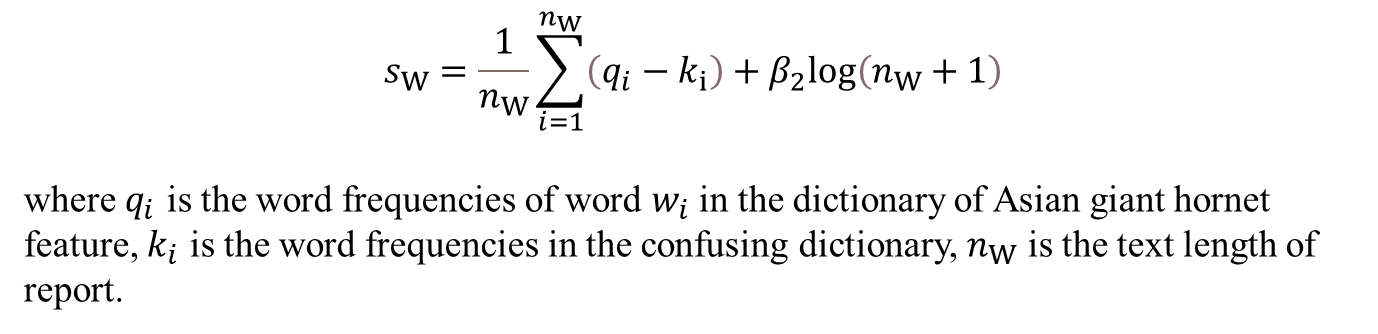 s_W = \frac{1}{n_W} \sum_{i=1}^{n_W} (q_i − k_i) + β_2 log(n_W + 1)
where q_i is the word frequencies of word w_i in the dictionary of Asian giant hornet
feature, k_i is the word frequencies in the confusing dictionary, n_W is the text length of
report.